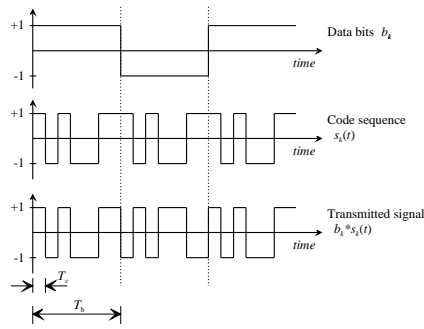 +1
Data bits b_k
time
-1
+1
Code sequence
s_k(t)
time
-1
+1
Transmitted signal
b_k*s_k(t)
time
-1
T_c
T_b